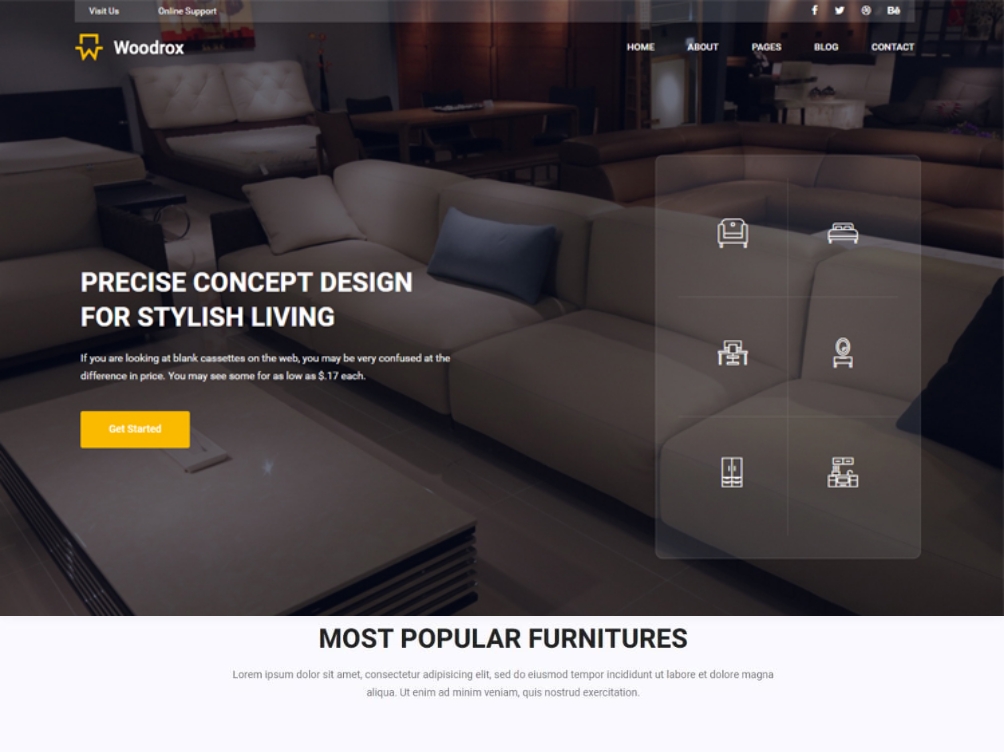 Visit Us
Online Support
Woodrox
HOME
ABOUT
PAGES
BLOG
CONTACT
PRECISE CONCEPT DESIGN
FOR STYLISH LIVING
If you are looking at blank cassettes on the web, you may be very confused at the
difference in price. You may see some for as low as $.17 each.
Get Started
MOST POPULAR FURNITURES
Lorem ipsum dolor sit amet, consectetur adipisicing elit, sed do eiusmod tempor incididunt ut labore et dolore magna
aliqua. Ut enim ad minim veniam, quis nostrud exercitation.